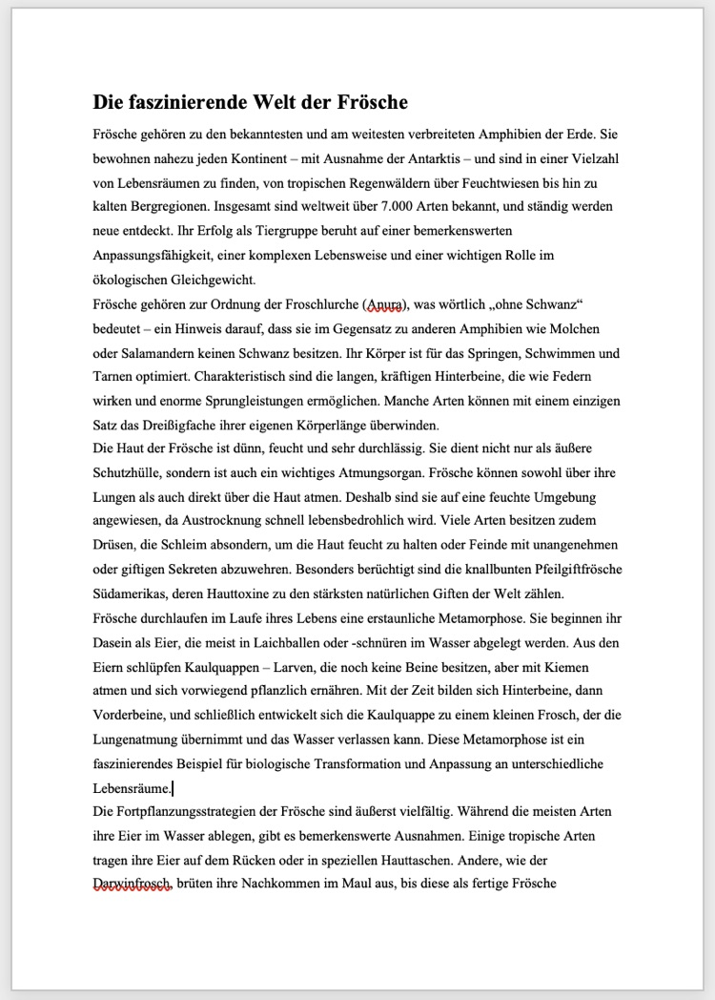 Die faszinierende Welt der Frösche
Frösche gehören zu den bekanntesten und am weitesten verbreiteten Amphibien der Erde. Sie
bewohnen nahezu jeden Kontinent – mit Ausnahme der Antarktis – und sind in einer Vielzahl
von Lebensräumen zu finden, von tropischen Regenwäldern über Feuchtwiesen bis hin zu
kalten Bergregionen. Insgesamt sind weltweit über 7.000 Arten bekannt, und ständig werden
neue entdeckt. Ihr Erfolg als Tiergruppe beruht auf einer bemerkenswerten
Anpassungsfähigkeit, einer komplexen Lebensweise und einer wichtigen Rolle im
ökologischen Gleichgewicht.
Frösche gehören zur Ordnung der Froschlurche (Anura), was wörtlich „ohne Schwanz“
bedeutet – ein Hinweis darauf, dass sie im Gegensatz zu anderen Amphibien wie Molchen
oder Salamandern keinen Schwanz besitzen. Ihr Körper ist für das Springen, Schwimmen und
Tarnen optimiert. Charakteristisch sind die langen, kräftigen Hinterbeine, die wie Federn
wirken und enorme Sprungleistungen ermöglichen. Manche Arten können mit einem einzigen
Satz das Dreißigfache ihrer eigenen Körperlänge überwinden.
Die Haut der Frösche ist dünn, feucht und sehr durchlässig. Sie dient nicht nur als äußere
Schutzhülle, sondern ist auch ein wichtiges Atmungsorgan. Frösche können sowohl über ihre
Lungen als auch direkt über die Haut atmen. Deshalb sind sie auf eine feuchte Umgebung
angewiesen, da Austrocknung schnell lebensbedrohlich wird. Viele Arten besitzen zudem
Drüsen, die Schleim absondern, um die Haut feucht zu halten oder Feinde mit unangenehmen
oder giftigen Sekreten abzuwehren. Besonders berüchtigt sind die knallbunten Pfeilgiftfrösche
Südamerikas, deren Hauttoxine zu den stärksten natürlichen Giften der Welt zählen.
Frösche durchlaufen im Laufe ihres Lebens eine erstaunliche Metamorphose. Sie beginnen ihr
Dasein als Eier, die meist in Laichballen oder -schnüren im Wasser abgelegt werden. Aus den
Eiern schlüpfen Kaulquappen – Larven, die noch keine Beine besitzen, aber mit Kiemen
atmen und sich vorwiegend pflanzlich ernähren. Mit der Zeit bilden sich Hinterbeine, dann
Vorderbeine, und schließlich entwickelt sich die Kaulquappe zu einem kleinen Frosch, der die
Lungenatmung übernimmt und das Wasser verlassen kann. Diese Metamorphose ist ein
faszinierendes Beispiel für biologische Transformation und Anpassung an unterschiedliche
Lebensräume.
Die Fortpflanzungsstrategien der Frösche sind äußerst vielfältig. Während die meisten Arten
ihre Eier im Wasser ablegen, gibt es bemerkenswerte Ausnahmen. Einige tropische Arten
tragen ihre Eier auf dem Rücken oder in speziellen Hauttaschen. Andere, wie der
Darwinfrosch, brüten ihre Nachkommen im Maul aus, bis diese als fertige Frösche